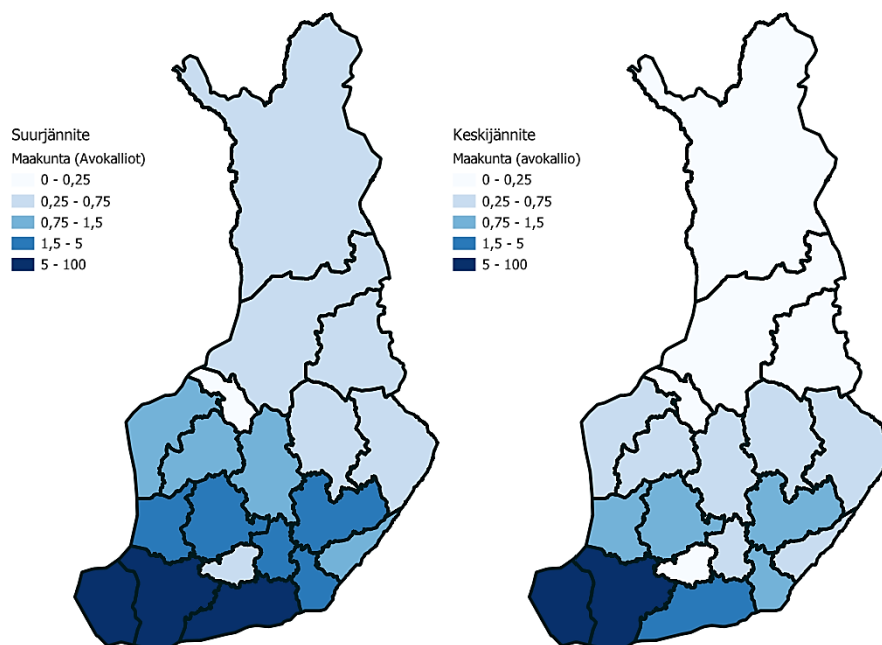 Suurjännite
Maakunta (Avokalliot)
0 - 0,25
0,25 - 0,75
0,75 - 1,5
1,5 - 5
5 - 100
Keskijännite
Maakunta (avokallio)
0 - 0,25
0,25 - 0,75
0,75 - 1,5
1,5 - 5
5 - 100